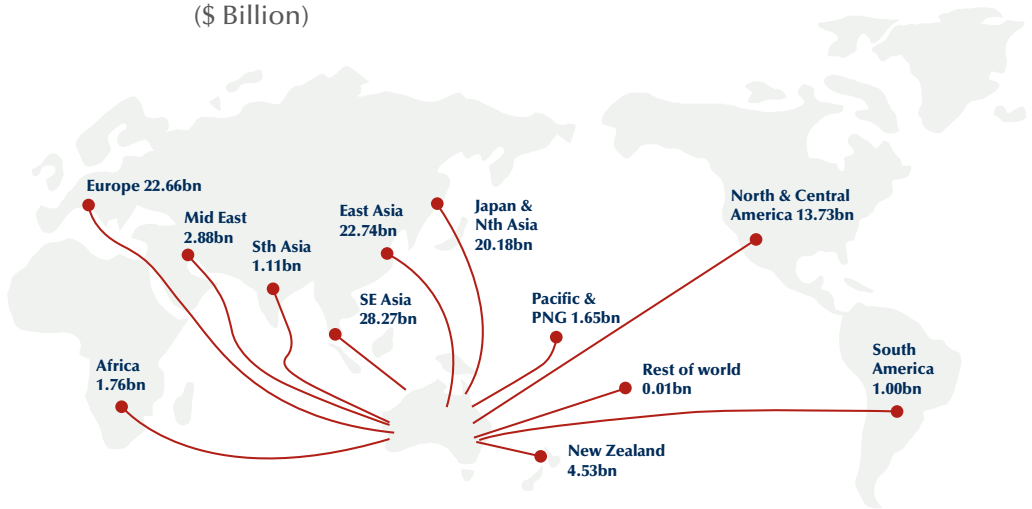 ($ Billion)
Europe 22.66bn
Mid East
2.88bn
Sth Asia
1.11bn
East Asia
22.74bn
Japan &
Nth Asia
20.18bn
North & Central
America 13.73bn
SE Asia
28.27bn
Pacific &
PNG 1.65bn
Africa
1.76bn
Rest of world
0.01bn
South
America
1.00bn
New Zealand
4.53bn